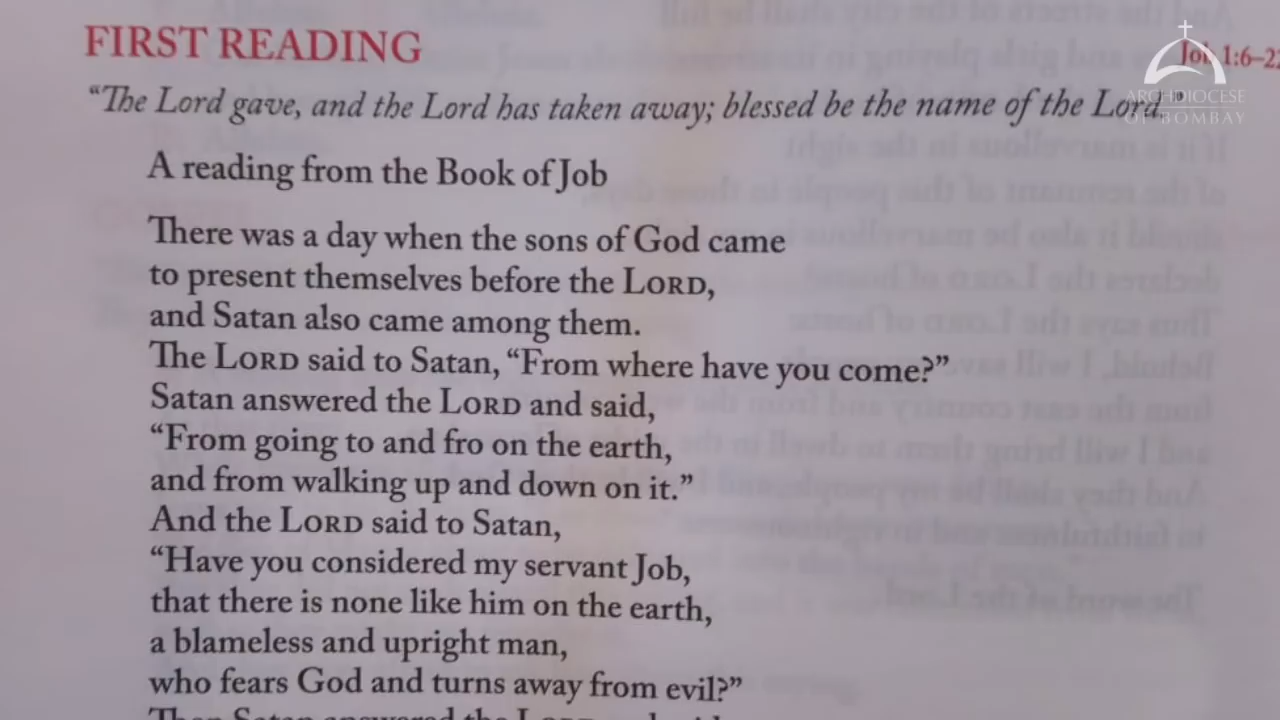 FIRST READING
Job 1:6–2
"The Lord gave, and the Lord has taken away; blessed be the name of the Lord."
ARCHDIOCESE
OF BOMBAY
A reading from the Book of Job
There was a day when the sons of God came
to present themselves before the LORD,
and Satan also came among them.
The LORD said to Satan, “From where have you come?”
Satan answered the LORD and said,
“From going to and fro on the earth,
and from walking up and down on it.”
And the LORD said to Satan,
“Have you considered my servant Job,
that there is none like him on the earth,
a blameless and upright man,
who fears God and turns away from evil?”
Then Satan answered the LORD